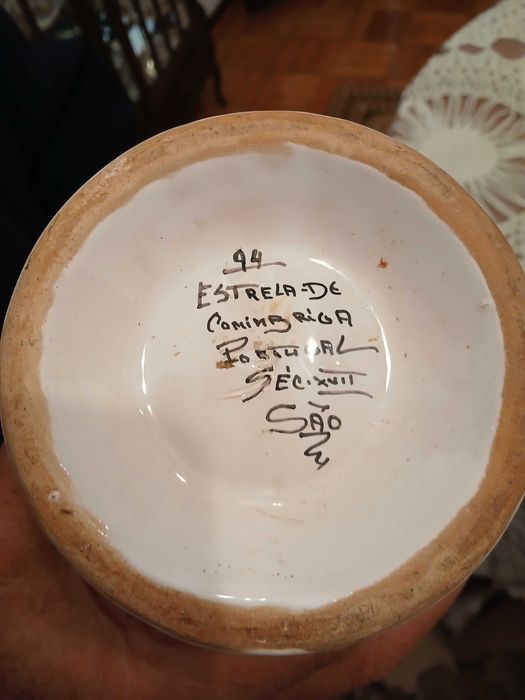 94
ESTRELA-DE
CONIMBRIGA
PORTUGAL
SÉC·XVII
SÃO